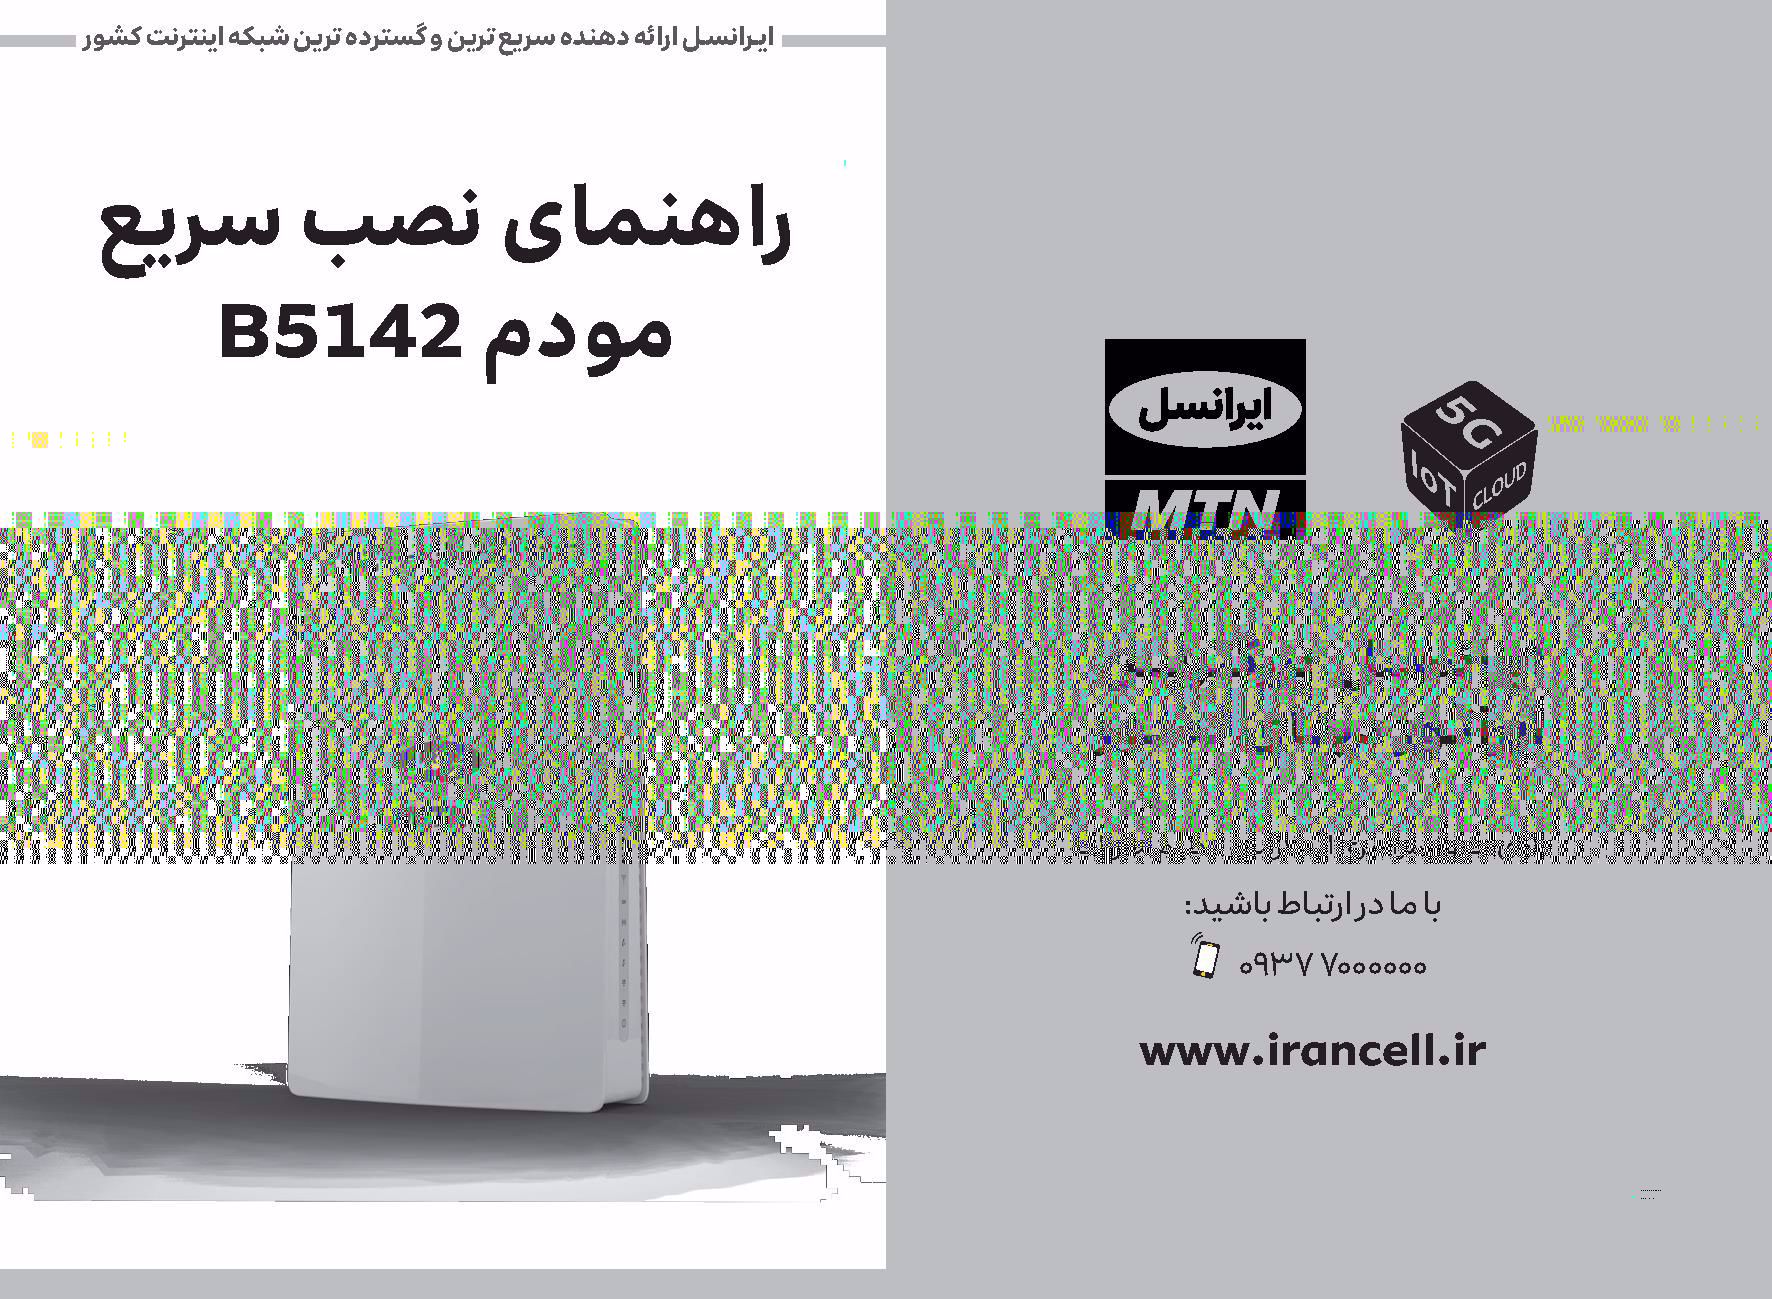 ایرانسل ارائه دهنده سریع ترین و گسترده ترین شبکه اینترنت کشور
راهنمای نصب سریع
مودم B5142
ایرانسل
MTN
5G
IoT
CLOUD
با ما در ارتباط باشید:
۰۹۳۷ ۷۰۰۰۰۰۰
www.irancell.ir